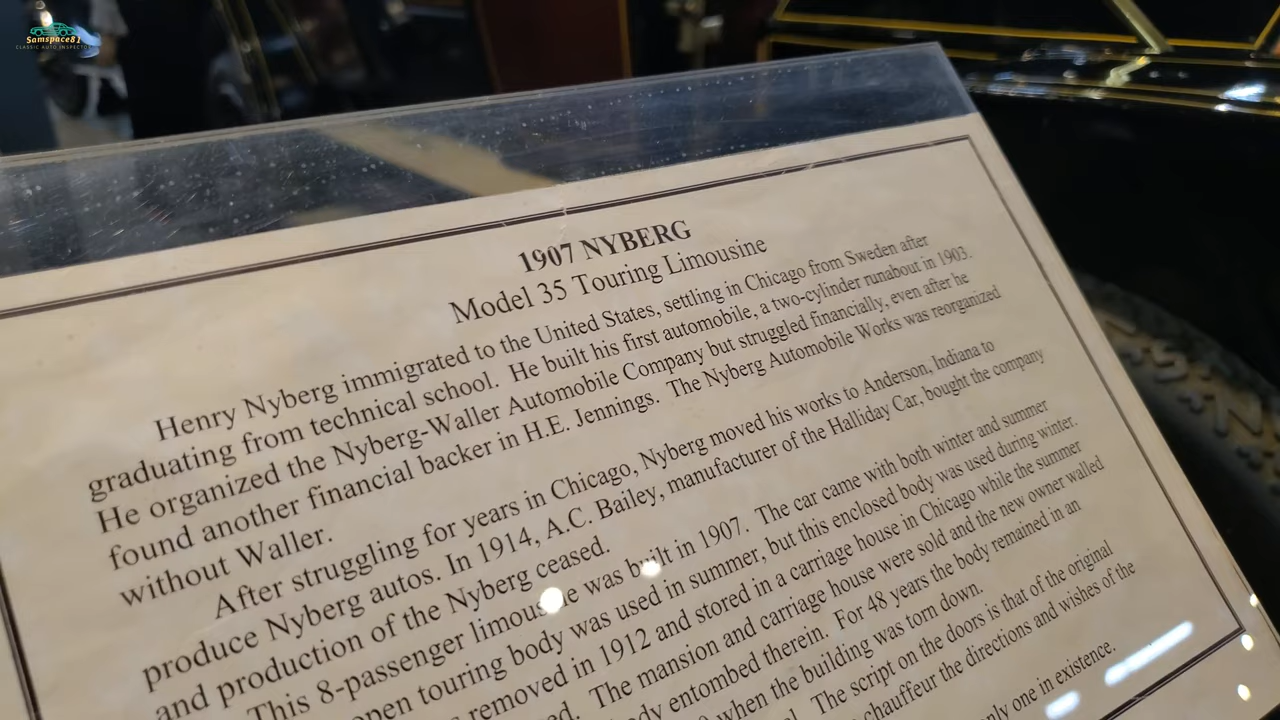 Samspace81
CLASSIC AUTO INSPECTOR
1907 NYBERG
Model 35 Touring Limousine
Henry Nyberg immigrated to the United States, settling in Chicago from Sweden after
graduating from technical school. He built his first automobile, a two-cylinder runabout in 1903.
He organized the Nyberg-Waller Automobile Company but struggled financially, even after he
found another financial backer in H.E. Jennings. The Nyberg Automobile Works was reorganized
without Waller.
After struggling for years in Chicago, Nyberg moved his works to Anderson, Indiana to
produce Nyberg autos. In 1914, A.C. Bailey, manufacturer of the Halliday Car, bought the company
and production of the Nyberg ceased.
This 8-passenger limousine was built in 1907. The car came with both winter and summer
open touring body was used in summer, but this enclosed body was used during winter.
removed in 1912 and stored in a carriage house in Chicago while the summer
The mansion and carriage house were sold and the new owner walled
entombed therein. For 48 years the body remained in an
when the building was torn down.
The script on the doors is that of the original
chauffeur the directions and wishes of the
only one in existence.